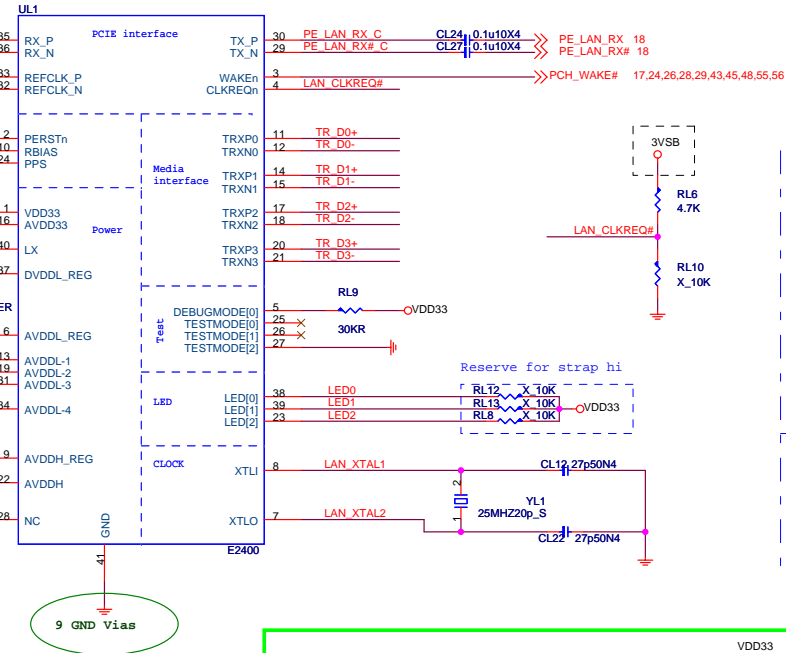 UL1
PCIE interface
35 RX_P TX_P 30 PE_LAN_RX_C CL24 0.1u10X4 PE_LAN_RX 18
36 RX_N TX_N 29 PE_LAN_RX#_C CL27 0.1u10X4 PE_LAN_RX# 18
33 REFCLK_P WAKEn 3 PCH_WAKE# 17,24,26,28,29,43,45,48,55,56
32 REFCLK_N CLKREQn 4 LAN_CLKREQ#
2 PERSTn TRXP0 11 TR_D0+
10 RBIAS TRXN0 12 TR_D0-
24 PPS
Media
interface
TRXP1 14 TR_D1+
TRXN1 15 TR_D1-
3VSB
RL6
4.7K
LAN_CLKREQ#
RL10
X_10K
1 VDD33 TRXP2 17 TR_D2+
16 AVDD33 TRXN2 18 TR_D2-
Power
40 LX TRXP3 20 TR_D3+
TRXN3 21 TR_D3-
37 DVDDL_REG
ER
Test
DEBUGMODE[0] 5 RL9 30KR VDD33
TESTMODE[0] 25
TESTMODE[1] 26
TESTMODE[2] 27
6 AVDDL_REG
13 AVDDL-1
19 AVDDL-2
31 AVDDL-3
34 AVDDL-4
Reserve for strap hi
LED
LED[0] 38 LED0 RL12 X_10K
LED[1] 39 LED1 RL13 X_10K VDD33
LED[2] 23 LED2 RL8 X_10K
9 AVDDH_REG
CLOCK
XTLI 8 LAN_XTAL1 CL12 27p50N4
22 AVDDH
2
YL1
25MHZ20p_S
1
28 NC XTLO 7 LAN_XTAL2
CL22 27p50N4
GND
41
E2400
9 GND Vias
VDD33